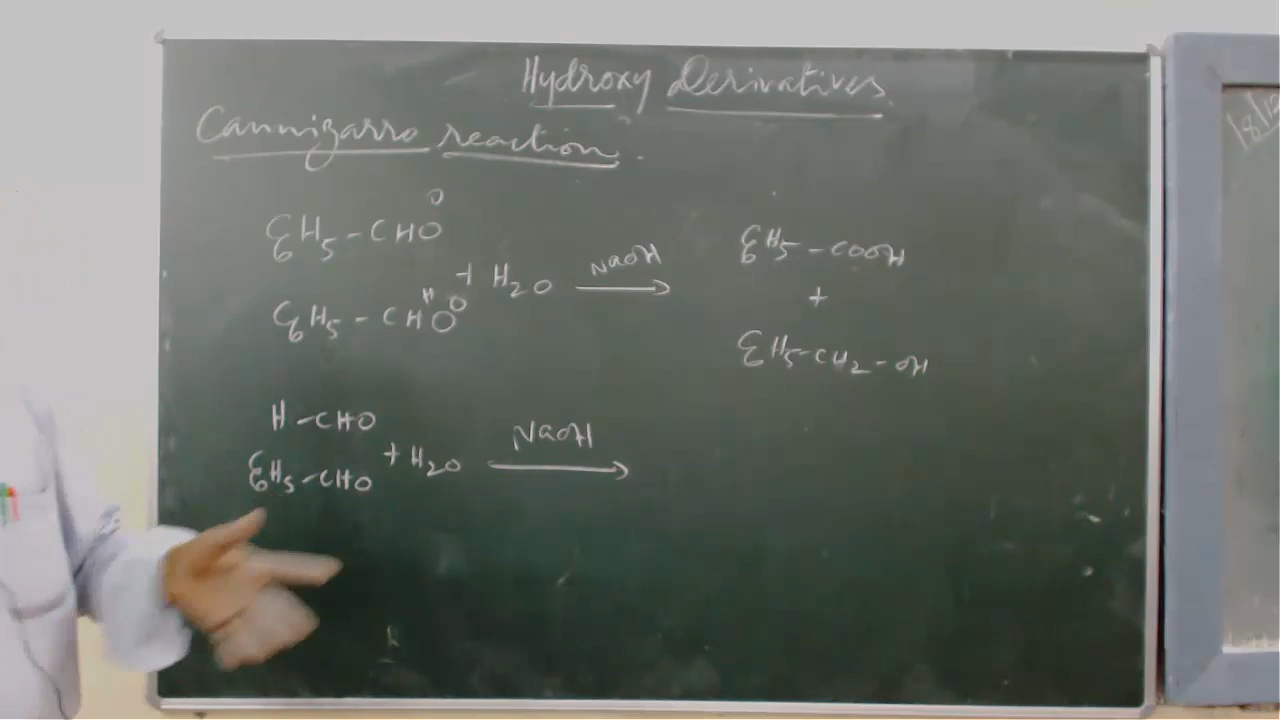 Hydroxy Derivatives.
Cannizarro reaction.
C6H5-CHO
+ H2O NaOH →
C6H5-CHO
C6H5-COOH
+
C6H5-CH2-OH
H-CHO
+ H2O NaOH →
C6H5-CHO